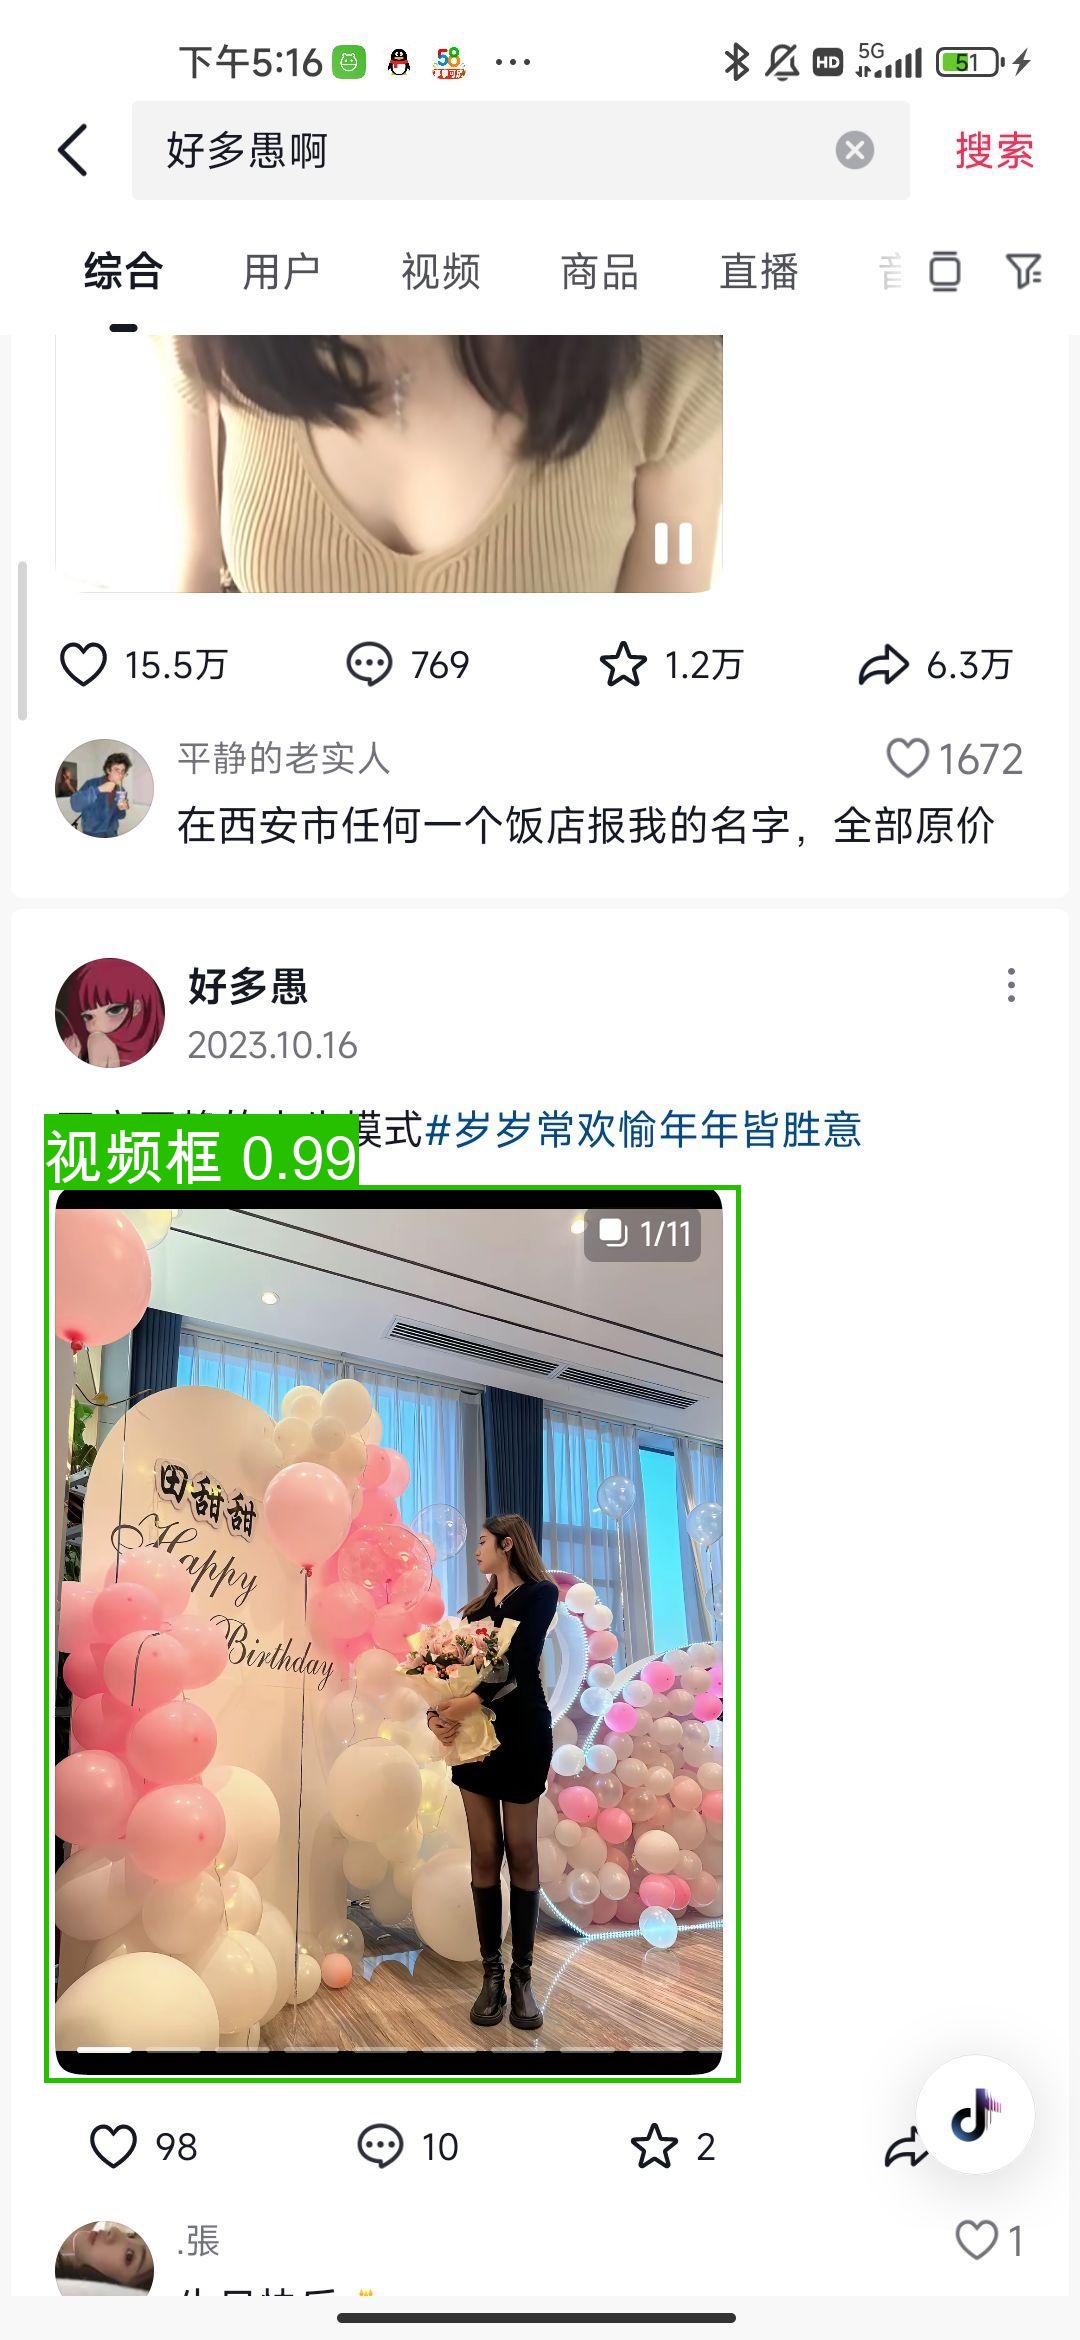 下午5:16
58
HD
5G
51
好多愚啊
搜索
综合
用户
视频
商品
直播
15.5万
769
1.2万
6.3万
平静的老实人
1672
在西安市任何一个饭店报我的名字，全部原价
好多愚
2023.10.16
模式#岁岁常欢愉年年皆胜意
视频框 0.99
1/11
田甜甜
Happy
Birthday
98
10
2
.張
1